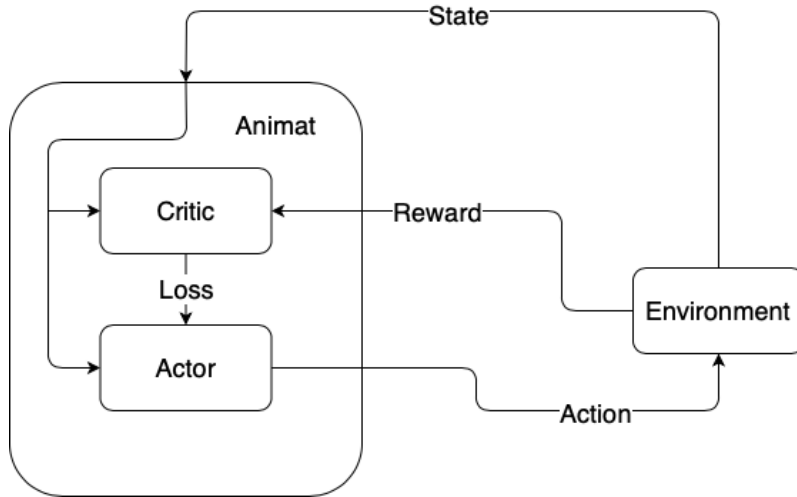 State
Animat
Critic
Reward
Loss
Environment
Actor
Action